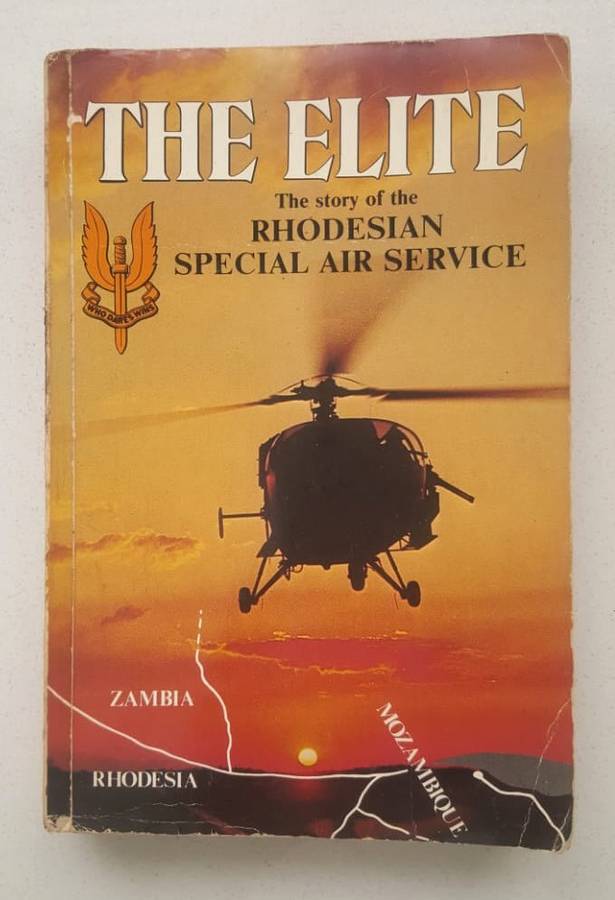 THE ELITE
The story of the
RHODESIAN
SPECIAL AIR SERVICE
WHO DARES WINS
ZAMBIA
RHODESIA
MOZAMBIQUE